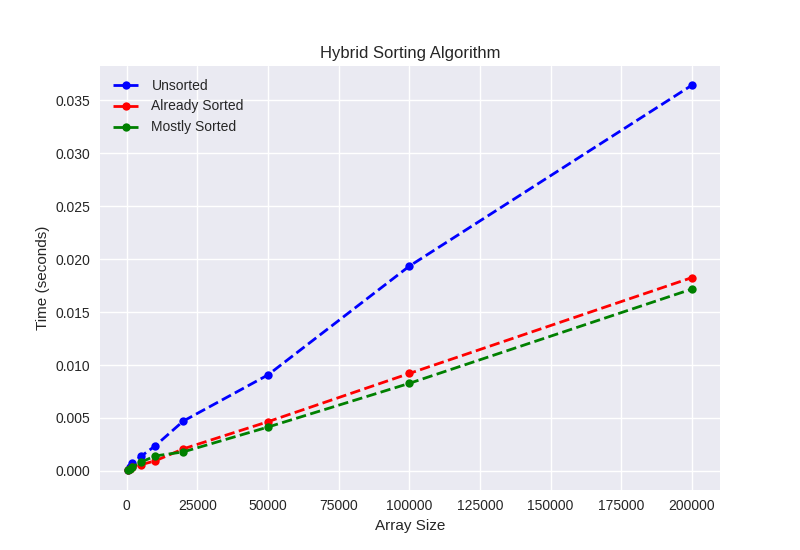 Hybrid Sorting Algorithm
Unsorted
Already Sorted
Mostly Sorted
Time (seconds)
0.035
0.030
0.025
0.020
0.015
0.010
0.005
0.000
0 25000 50000 75000 100000 125000 150000 175000 200000
Array Size